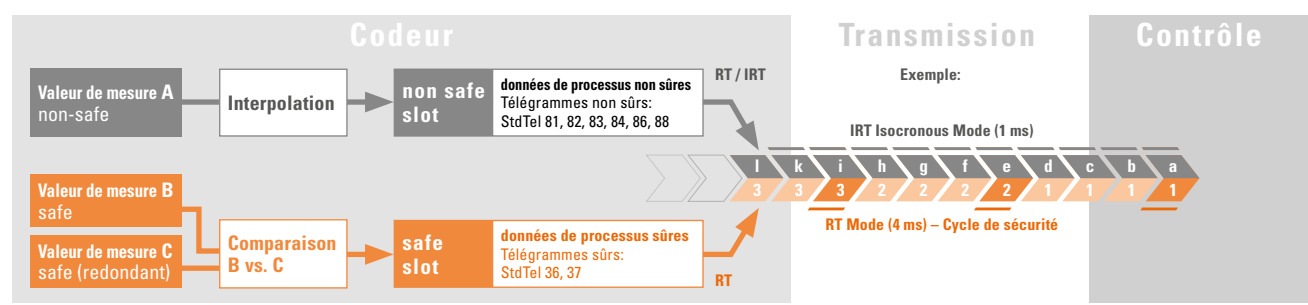 Codeur
Transmission
Contrôle
Valeur de mesure A
non-safe
Interpolation
non safe
slot
données de processus non sûres
Télégrammes non sûrs:
StdTel 81, 82, 83, 84, 86, 88
RT / IRT
Exemple:
IRT Isocronous Mode (1 ms)
l k i h g f e d c b a
3 3 3 2 2 2 2 1 1 1 1
RT Mode (4 ms) – Cycle de sécurité
Valeur de mesure B
safe
Valeur de mesure C
safe (redondant)
Comparaison
B vs. C
safe
slot
données de processus sûres
Télégrammes sûrs:
StdTel 36, 37
RT